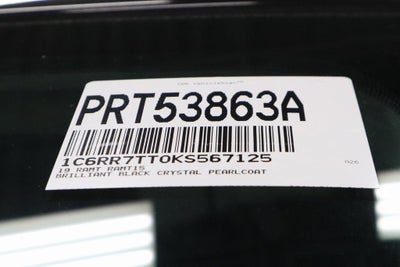 PRT53863A
1C6RR7TT0KS567125
19 RAMT RAMT15
BRILLIANT BLACK CRYSTAL PEARLCOAT